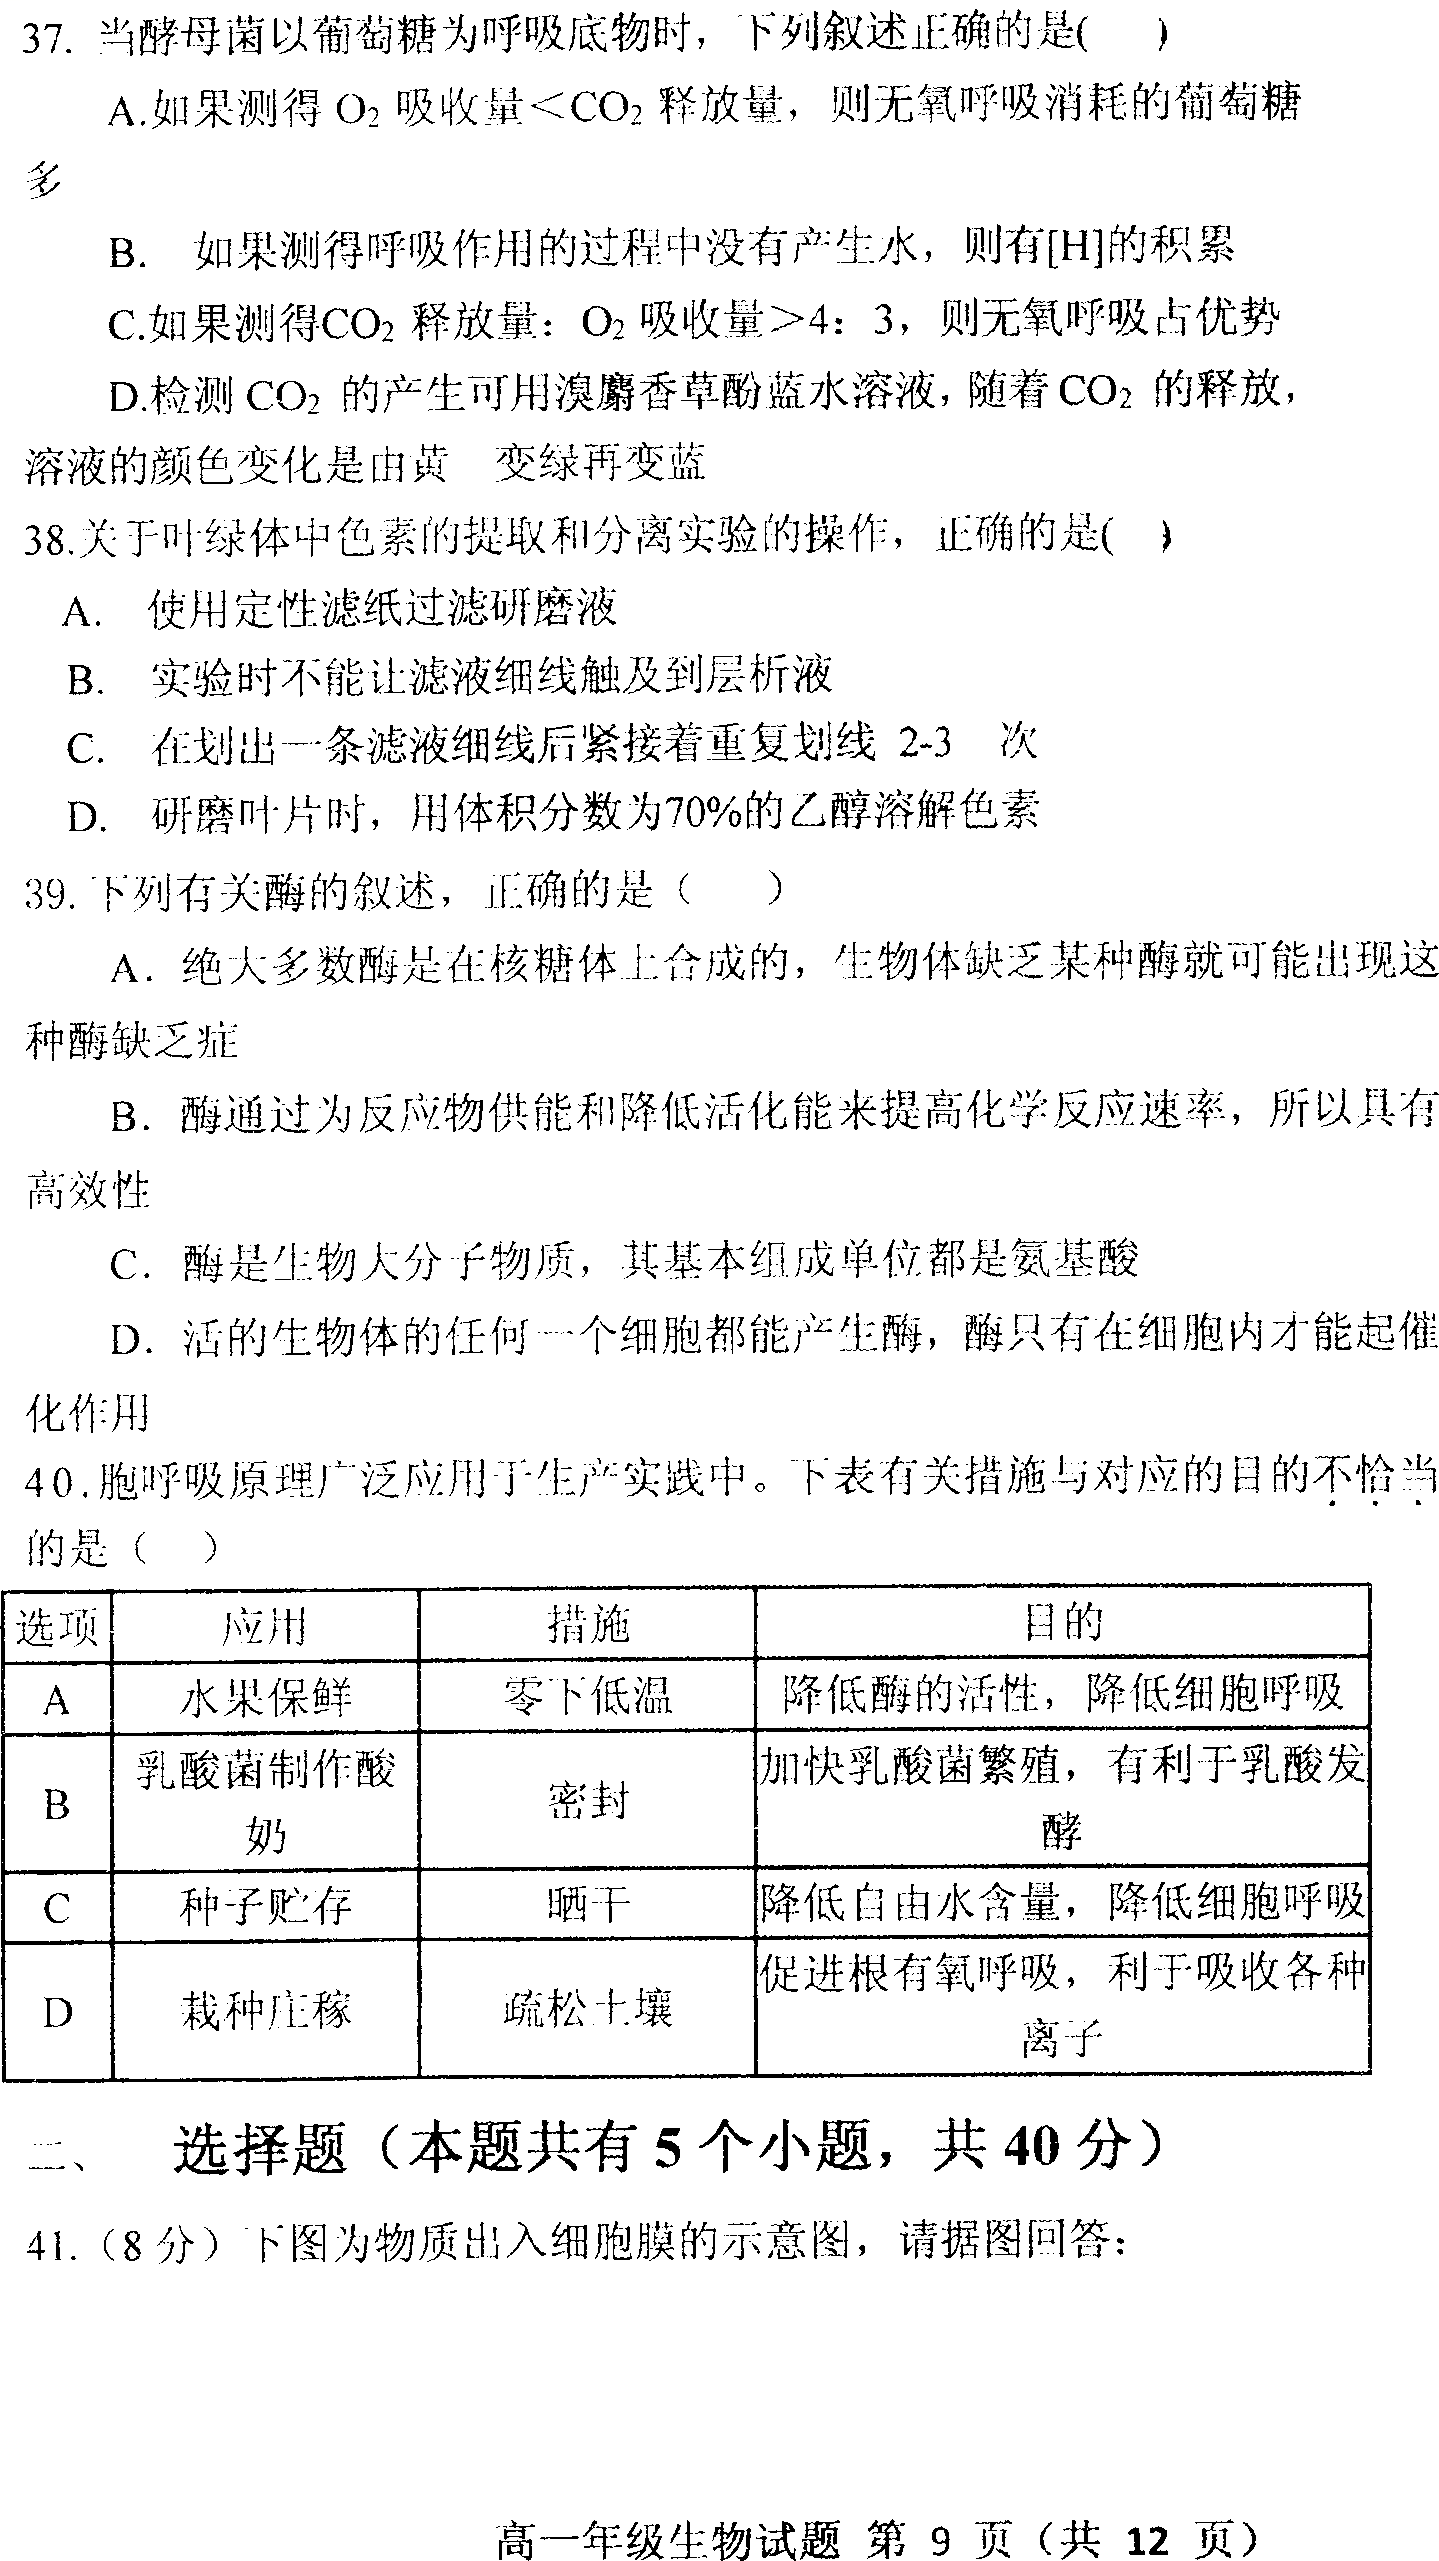 37. 当酵母菌以葡萄糖为呼吸底物时，下列叙述正确的是(　)
A.如果测得 O₂ 吸收量＜CO₂ 释放量，则无氧呼吸消耗的葡萄糖
多
B.　如果测得呼吸作用的过程中没有产生水，则有[H]的积累
C.如果测得CO₂ 释放量：O₂ 吸收量＞4：3，则无氧呼吸占优势
D.检测 CO₂ 的产生可用溴麝香草酚蓝水溶液，随着 CO₂ 的释放，
溶液的颜色变化是由黄　变绿再变蓝
38.关于叶绿体中色素的提取和分离实验的操作，正确的是(　)
A.　使用定性滤纸过滤研磨液
B.　实验时不能让滤液细线触及到层析液
C.　在划出一条滤液细线后紧接着重复划线 2-3　次
D.　研磨叶片时，用体积分数为70%的乙醇溶解色素
39. 下列有关酶的叙述，正确的是（　　）
A．绝大多数酶是在核糖体上合成的，生物体缺乏某种酶就可能出现这
种酶缺乏症
B．酶通过为反应物供能和降低活化能来提高化学反应速率，所以具有
高效性
C．酶是生物大分子物质，其基本组成单位都是氨基酸
D．活的生物体的任何一个细胞都能产生酶，酶只有在细胞内才能起催
化作用
40.胞呼吸原理广泛应用于生产实践中。下表有关措施与对应的目的不恰当
的是（　）
选项 应用 措施 目的
A 水果保鲜 零下低温 降低酶的活性，降低细胞呼吸
B 乳酸菌制作酸奶 密封 加快乳酸菌繁殖，有利于乳酸发酵
C 种子贮存 晒干 降低自由水含量，降低细胞呼吸
D 栽种庄稼 疏松土壤 促进根有氧呼吸，利于吸收各种离子
二、　选择题（本题共有 5 个小题，共 40 分）
41.（8 分）下图为物质出入细胞膜的示意图，请据图回答：
高一年级生物试题 第 9 页（共 12 页）